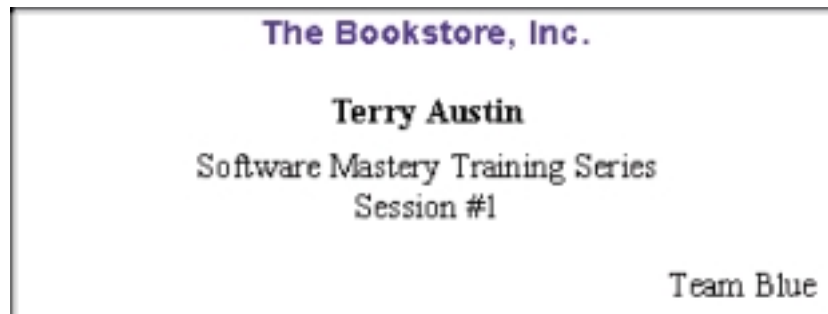 The Bookstore, Inc.
Terry Austin
Software Mastery Training Series
Session #1
Team Blue